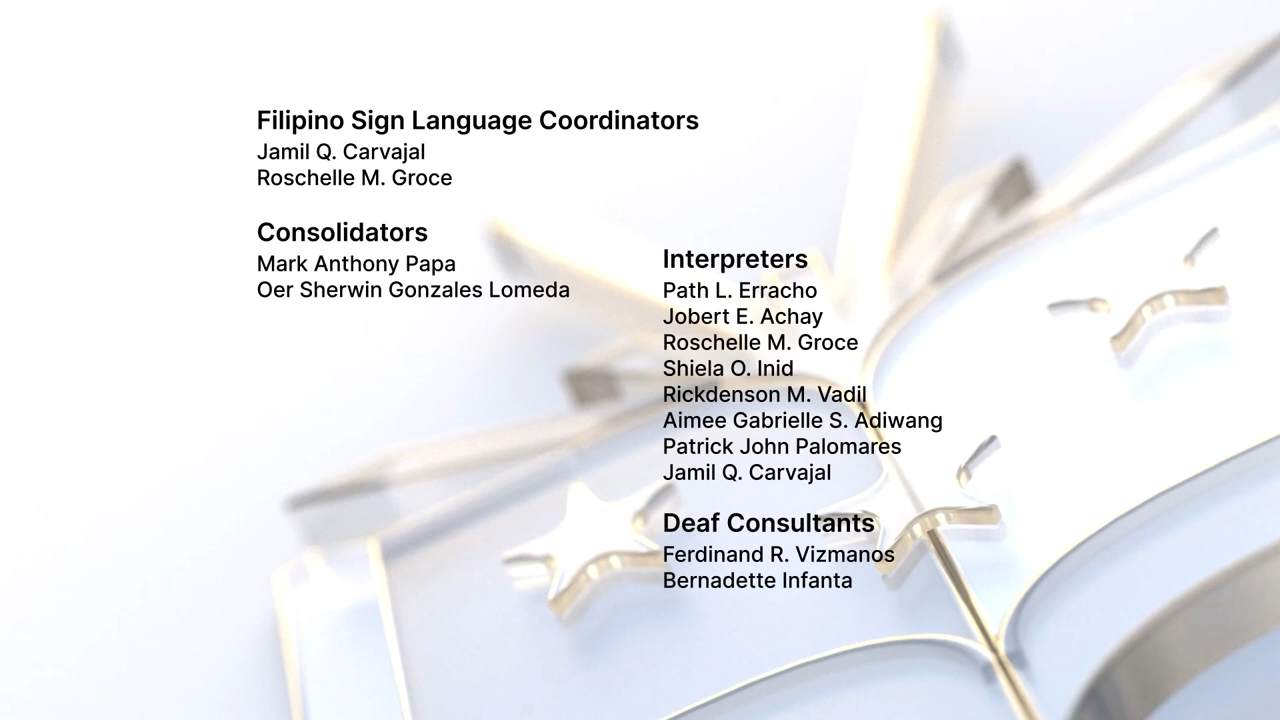 Filipino Sign Language Coordinators
Jamil Q. Carvajal
Roschelle M. Groce
Consolidators
Mark Anthony Papa
Oer Sherwin Gonzales Lomeda
Interpreters
Path L. Erracho
Jobert E. Achay
Roschelle M. Groce
Shiela O. Inid
Rickdenson M. Vadil
Aimee Gabrielle S. Adiwang
Patrick John Palomares
Jamil Q. Carvajal
Deaf Consultants
Ferdinand R. Vizmanos
Bernadette Infanta